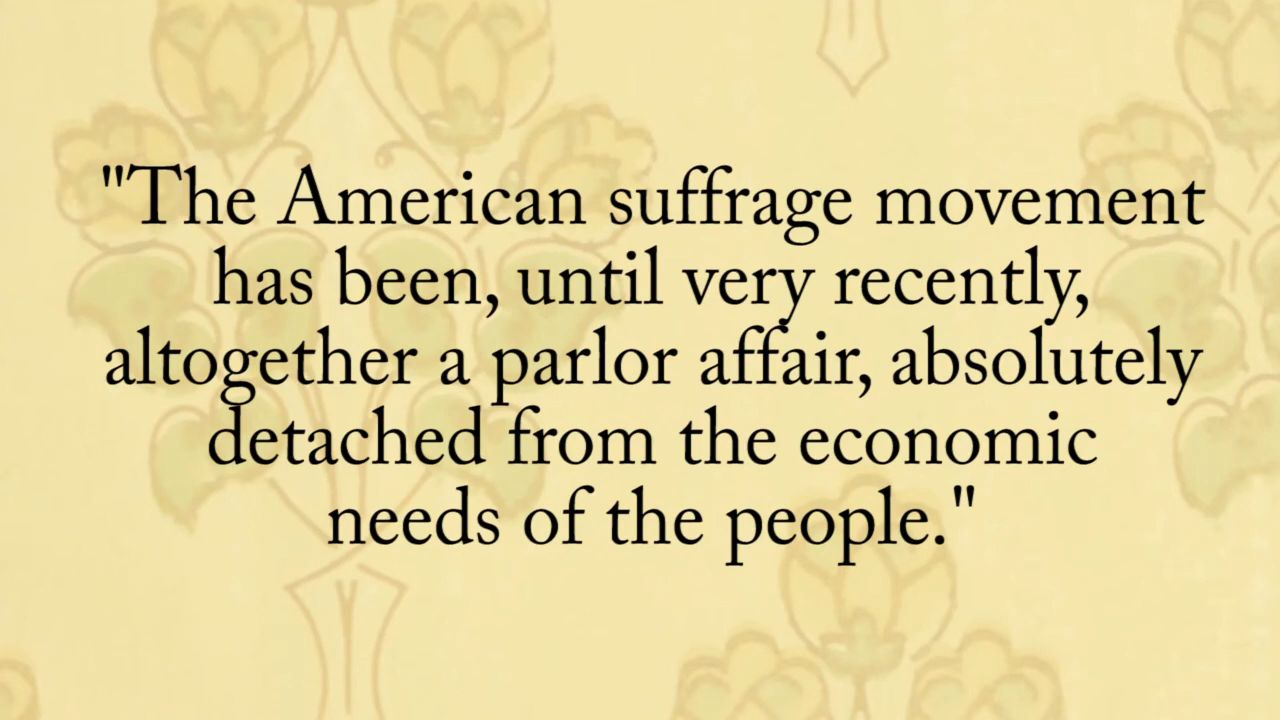 "The American suffrage movement
has been, until very recently,
altogether a parlor affair, absolutely
detached from the economic
needs of the people."